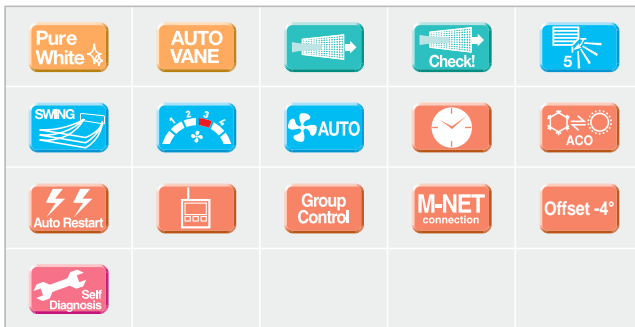 Pure
White
AUTO
VANE
Check!
5
SWING
1 2 3 4
AUTO
ACO
Auto Restart
Group
Control
M-NET
connection
Offset -4°
Self
Diagnosis